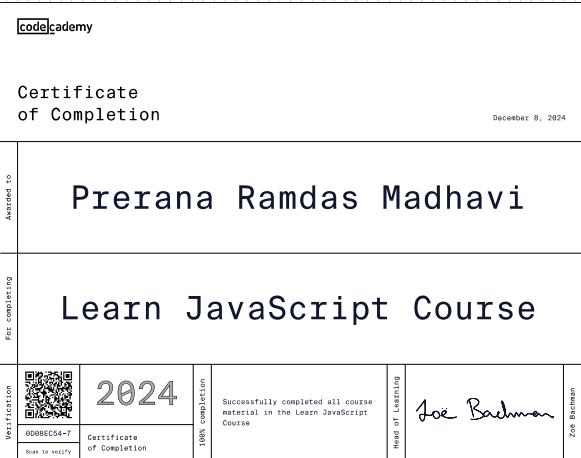 codecademy
Certificate
of Completion
December 8, 2024
Awarded to
Prerana Ramdas Madhavi
For completing
Learn JavaScript Course
Verification
0D0BEC54-7
Scan to verify
2024
Certificate
of Completion
100% completion
Successfully completed all course
material in the Learn JavaScript
Course
Head of Learning
Zoë Bachman
Zoë Bachman